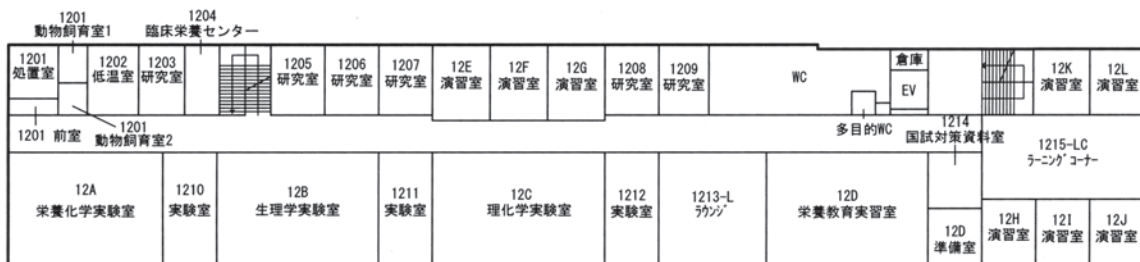 1201
動物飼育室1
1204
臨床栄養センター
1201
処置室
1202
低温室
1203
研究室
1205
研究室
1206
研究室
1207
研究室
12E
演習室
12F
演習室
12G
演習室
1208
研究室
1209
研究室
WC
倉庫
EV
12K
演習室
12L
演習室
1201 前室
1201
動物飼育室2
多目的WC
1214
国試対策資料室
1215-LC
ラーニングコーナー
12A
栄養化学実験室
1210
実験室
12B
生理学実験室
1211
実験室
12C
理化学実験室
1212
実験室
1213-L
ラウンジ
12D
栄養教育実習室
12D
準備室
12H
演習室
12I
演習室
12J
演習室